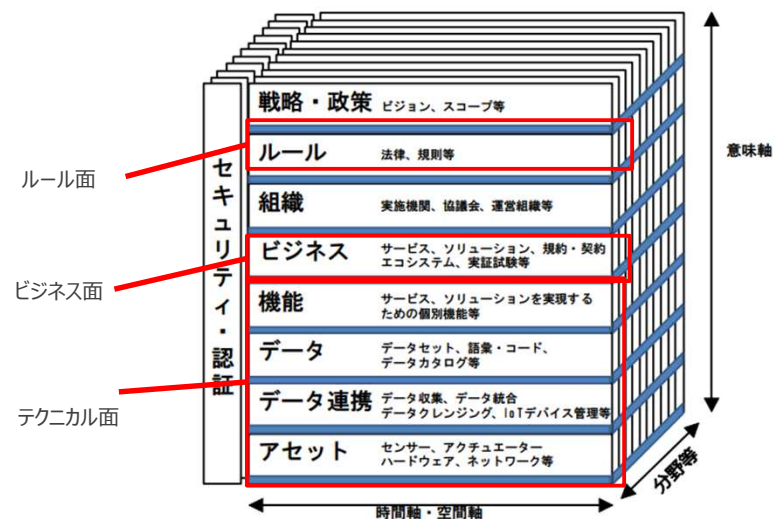 戦略・政策 ビジョン、スコープ等
ルール 法律、規則等
組織 実施機関、協議会、運営組織等
ビジネス サービス、ソリューション、規約・契約
エコシステム、実証試験等
機能 サービス、ソリューションを実現する
ための個別機能等
データ データセット、語彙・コード、
データカタログ等
データ連携 データ収集、データ統合
データクレンジング、IoTデバイス管理等
アセット センサー、アクチュエーター
ハードウェア、ネットワーク等
セキュリティ・認証
ルール面
ビジネス面
テクニカル面
意味軸
分野等
時間軸・空間軸